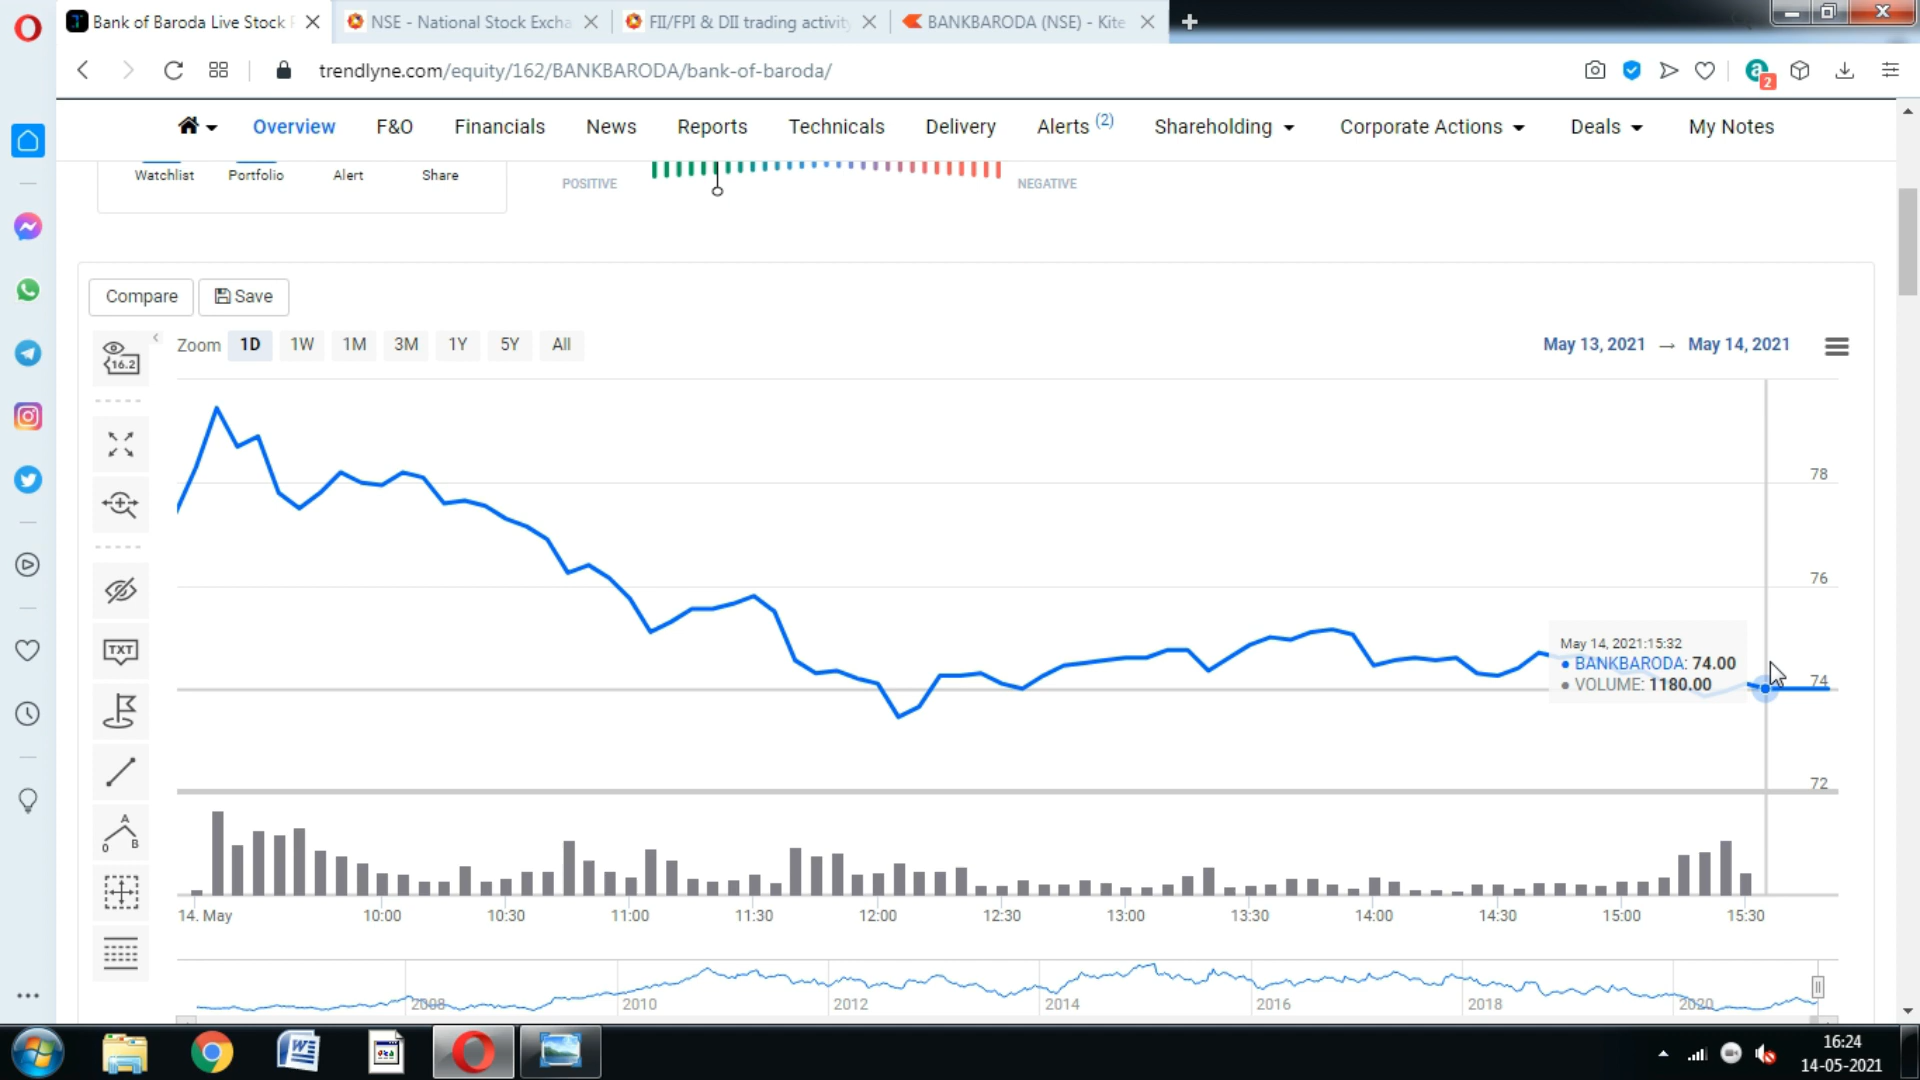 Bank of Baroda Live Stock
NSE - National Stock Excha
FII/FPI & DII trading activity
BANKBARODA (NSE) - Kite
trendlyne.com/equity/162/BANKBARODA/bank-of-baroda/
2
Overview
F&O
Financials
News
Reports
Technicals
Delivery
Alerts (2)
Shareholding
Corporate Actions
Deals
My Notes
Watchlist
Portfolio
Alert
Share
POSITIVE
NEGATIVE
Compare
Save
16.2
Zoom 1D 1W 1M 3M 1Y 5Y All
May 13, 2021 → May 14, 2021
78
76
May 14, 2021:15:32
BANKBARODA: 74.00
VOLUME: 1180.00
74
72
TXT
A
0 B
14. May 10:00 10:30 11:00 11:30 12:00 12:30 13:00 13:30 14:00 14:30 15:00 15:30
2008 2010 2012 2014 2016 2018 2020
16:24
14-05-2021